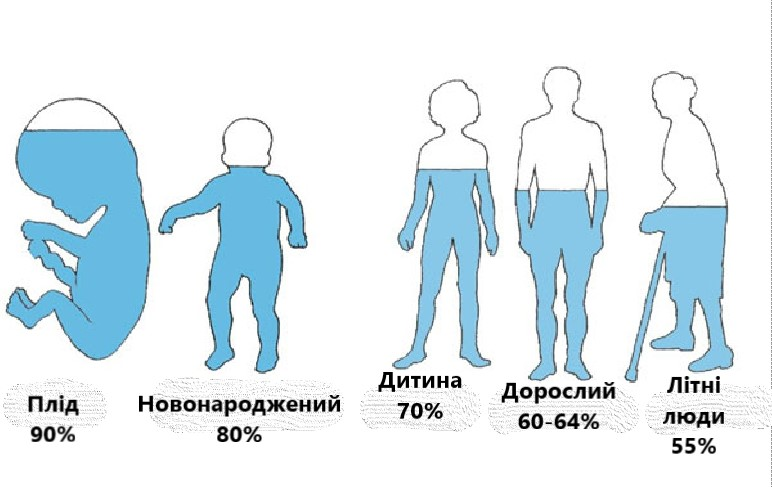 Плід
90%
Новонароджений
80%
Дитина
70%
Дорослий
60-64%
Літні
люди
55%